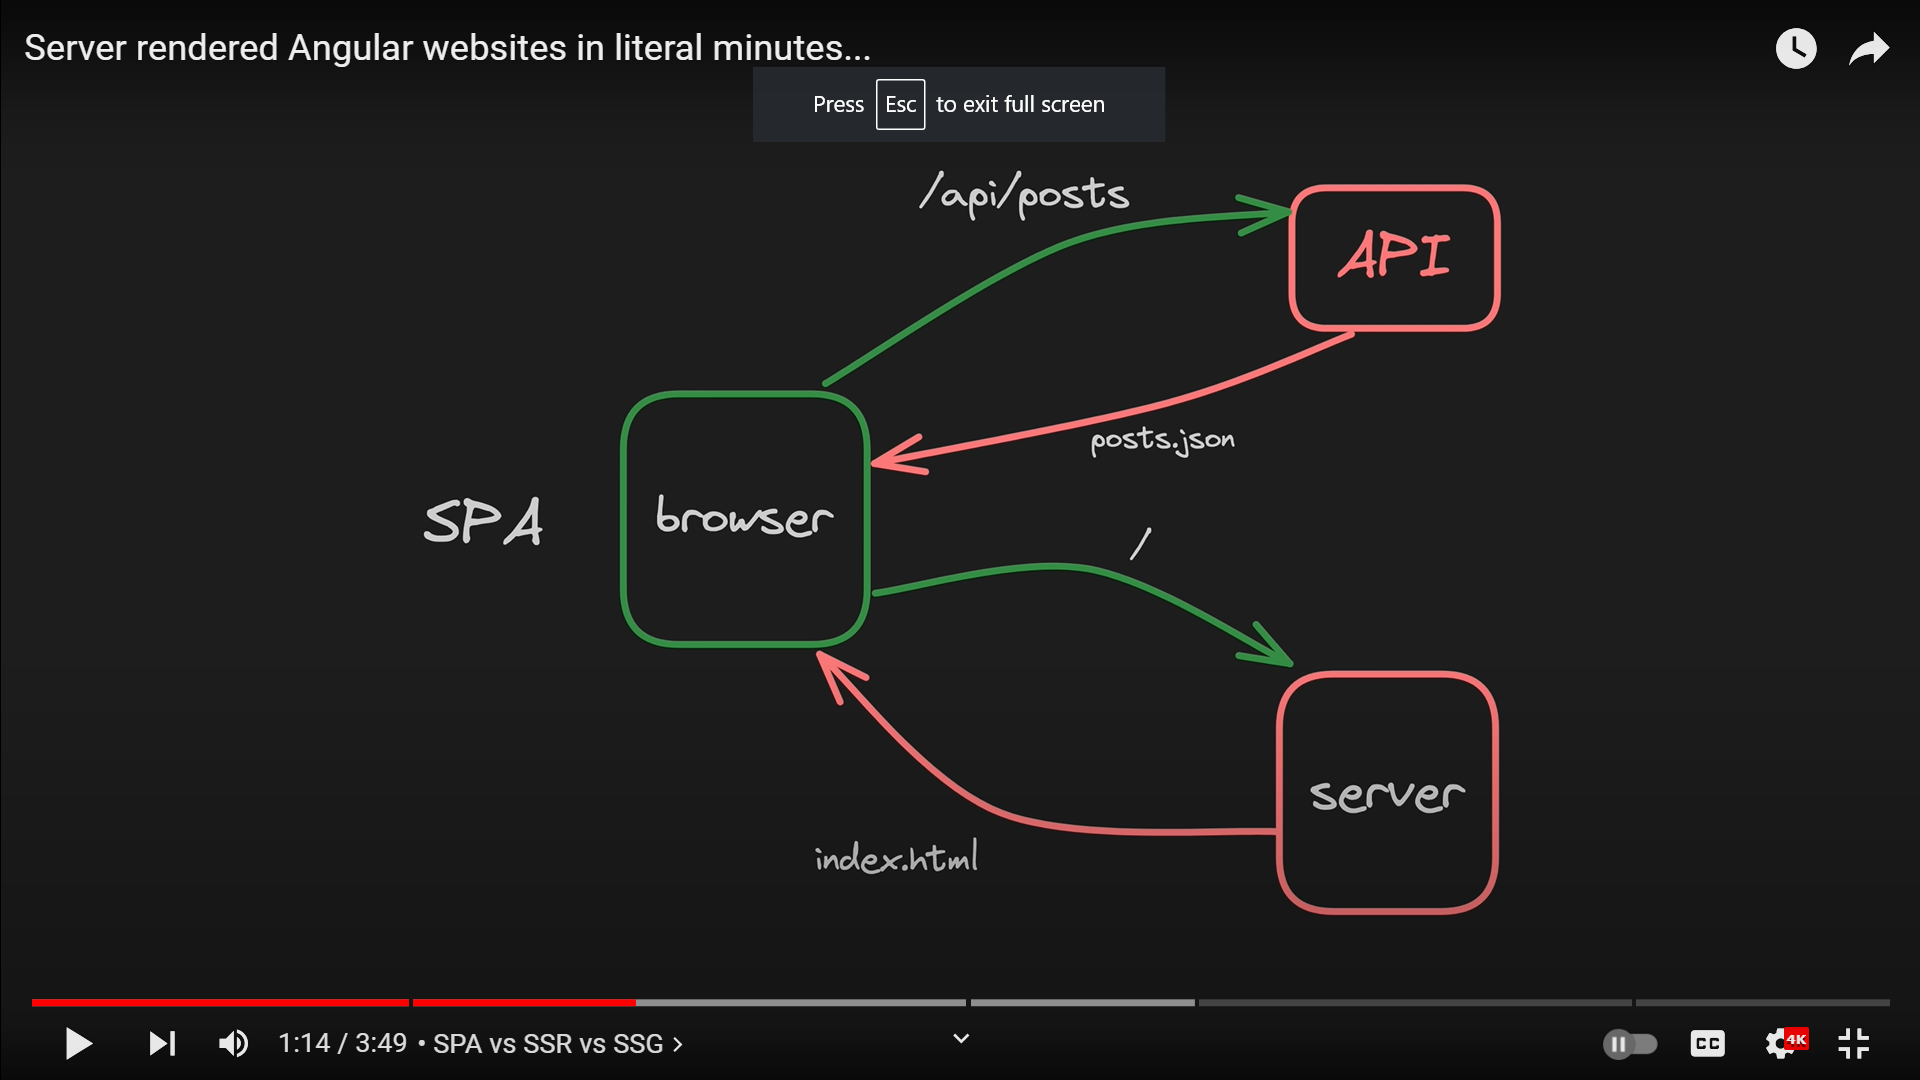 Server rendered Angular websites in literal minutes...
Press Esc to exit full screen
/api/posts
API
posts.json
SPA
browser
/
server
index.html
1:14 / 3:49 • SPA vs SSR vs SSG >
CC
4K